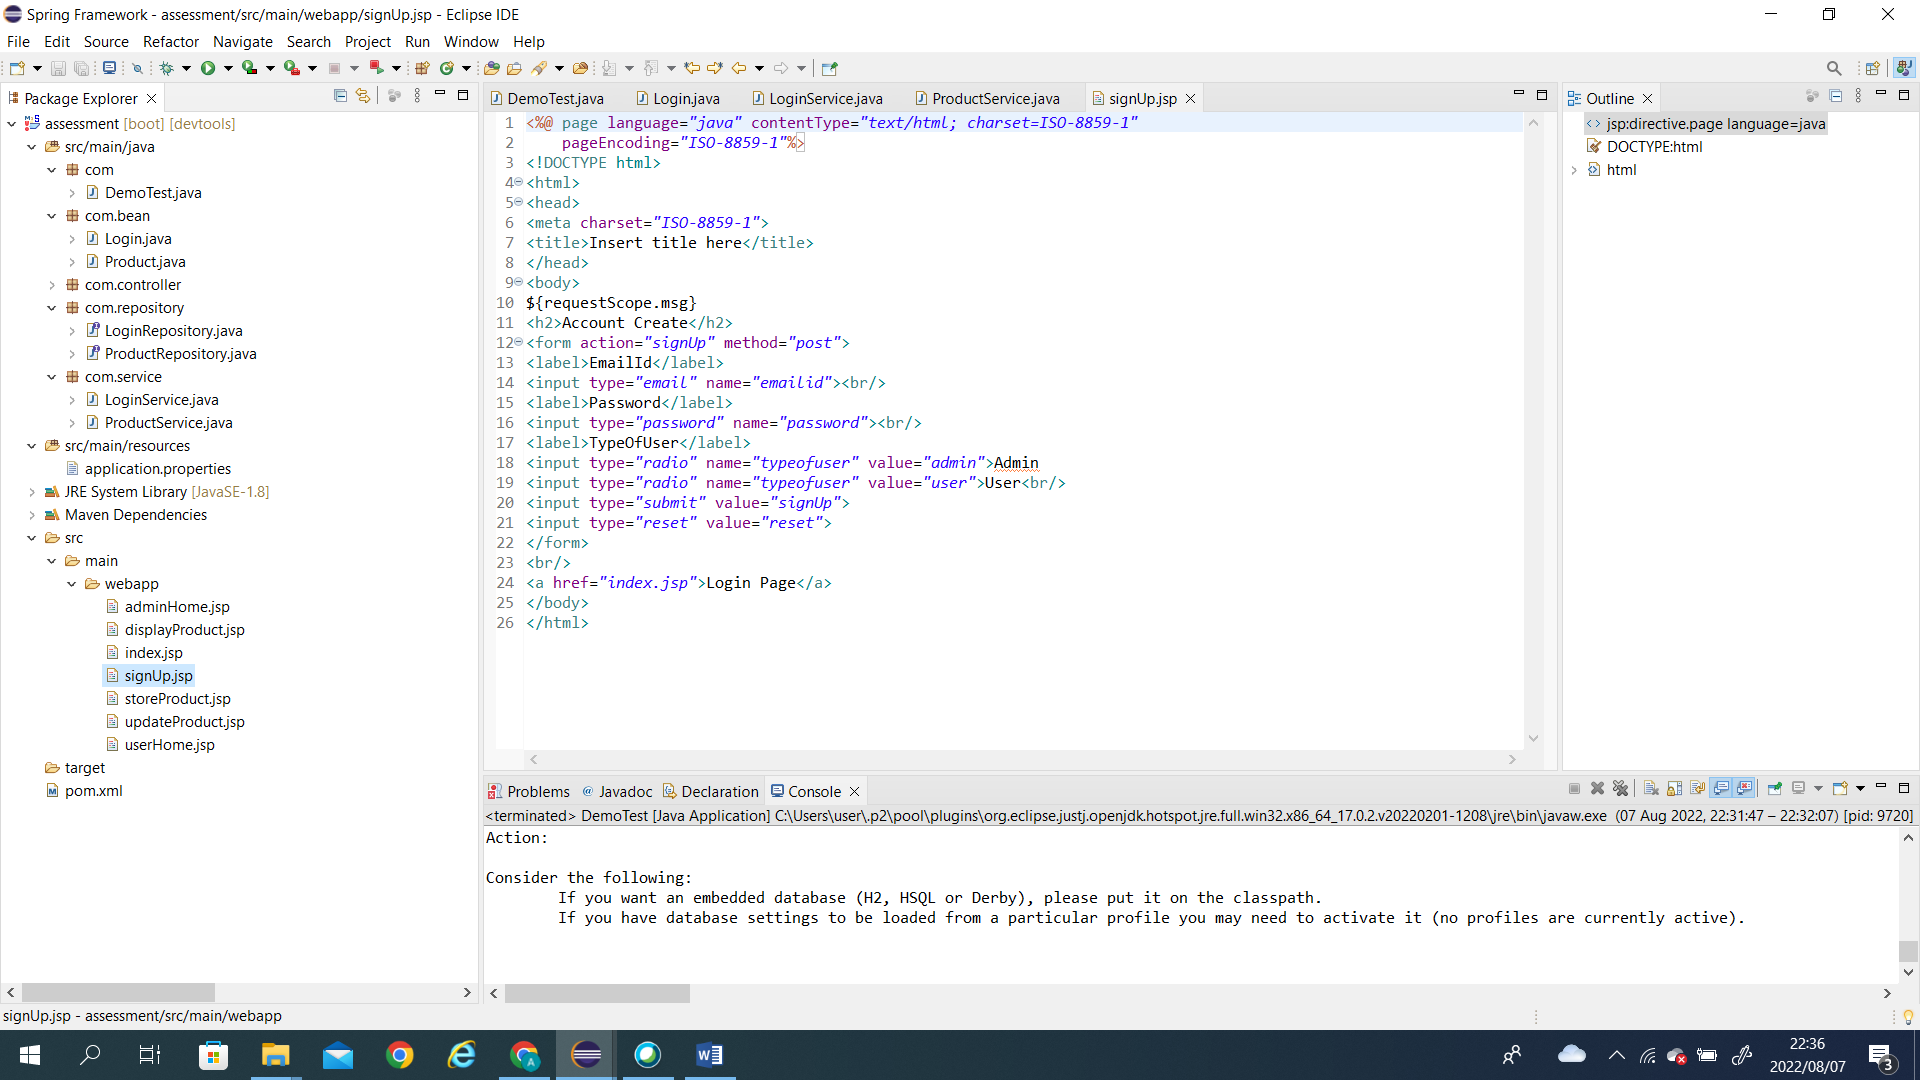 Spring Framework - assessment/src/main/webapp/signUp.jsp - Eclipse IDE
File Edit Source Refactor Navigate Search Project Run Window Help
Package Explorer
assessment [boot] [devtools]
src/main/java
com
DemoTest.java
com.bean
Login.java
Product.java
com.controller
com.repository
LoginRepository.java
ProductRepository.java
com.service
LoginService.java
ProductService.java
src/main/resources
application.properties
JRE System Library [JavaSE-1.8]
Maven Dependencies
src
main
webapp
adminHome.jsp
displayProduct.jsp
index.jsp
signUp.jsp
storeProduct.jsp
updateProduct.jsp
userHome.jsp
target
pom.xml
DemoTest.java Login.java LoginService.java ProductService.java signUp.jsp
1 <%@ page language="java" contentType="text/html; charset=ISO-8859-1"
2     pageEncoding="ISO-8859-1"%>
3 <!DOCTYPE html>
4 <html>
5 <head>
6 <meta charset="ISO-8859-1">
7 <title>Insert title here</title>
8 </head>
9 <body>
10 ${requestScope.msg}
11 <h2>Account Create</h2>
12 <form action="signUp" method="post">
13 <label>EmailId</label>
14 <input type="email" name="emailid"><br/>
15 <label>Password</label>
16 <input type="password" name="password"><br/>
17 <label>TypeOfUser</label>
18 <input type="radio" name="typeofuser" value="admin">Admin
19 <input type="radio" name="typeofuser" value="user">User<br/>
20 <input type="submit" value="signUp">
21 <input type="reset" value="reset">
22 </form>
23 <br/>
24 <a href="index.jsp">Login Page</a>
25 </body>
26 </html>
Outline
jsp:directive.page language=java
DOCTYPE:html
html
Problems @ Javadoc Declaration Console
<terminated> DemoTest [Java Application] C:\Users\user\.p2\pool\plugins\org.eclipse.justj.openjdk.hotspot.jre.full.win32.x86_64_17.0.2.v20220201-1208\jre\bin\javaw.exe (07 Aug 2022, 22:31:47 – 22:32:07) [pid: 9720]
Action:
Consider the following:
If you want an embedded database (H2, HSQL or Derby), please put it on the classpath.
If you have database settings to be loaded from a particular profile you may need to activate it (no profiles are currently active).
signUp.jsp - assessment/src/main/webapp
22:36
2022/08/07
3